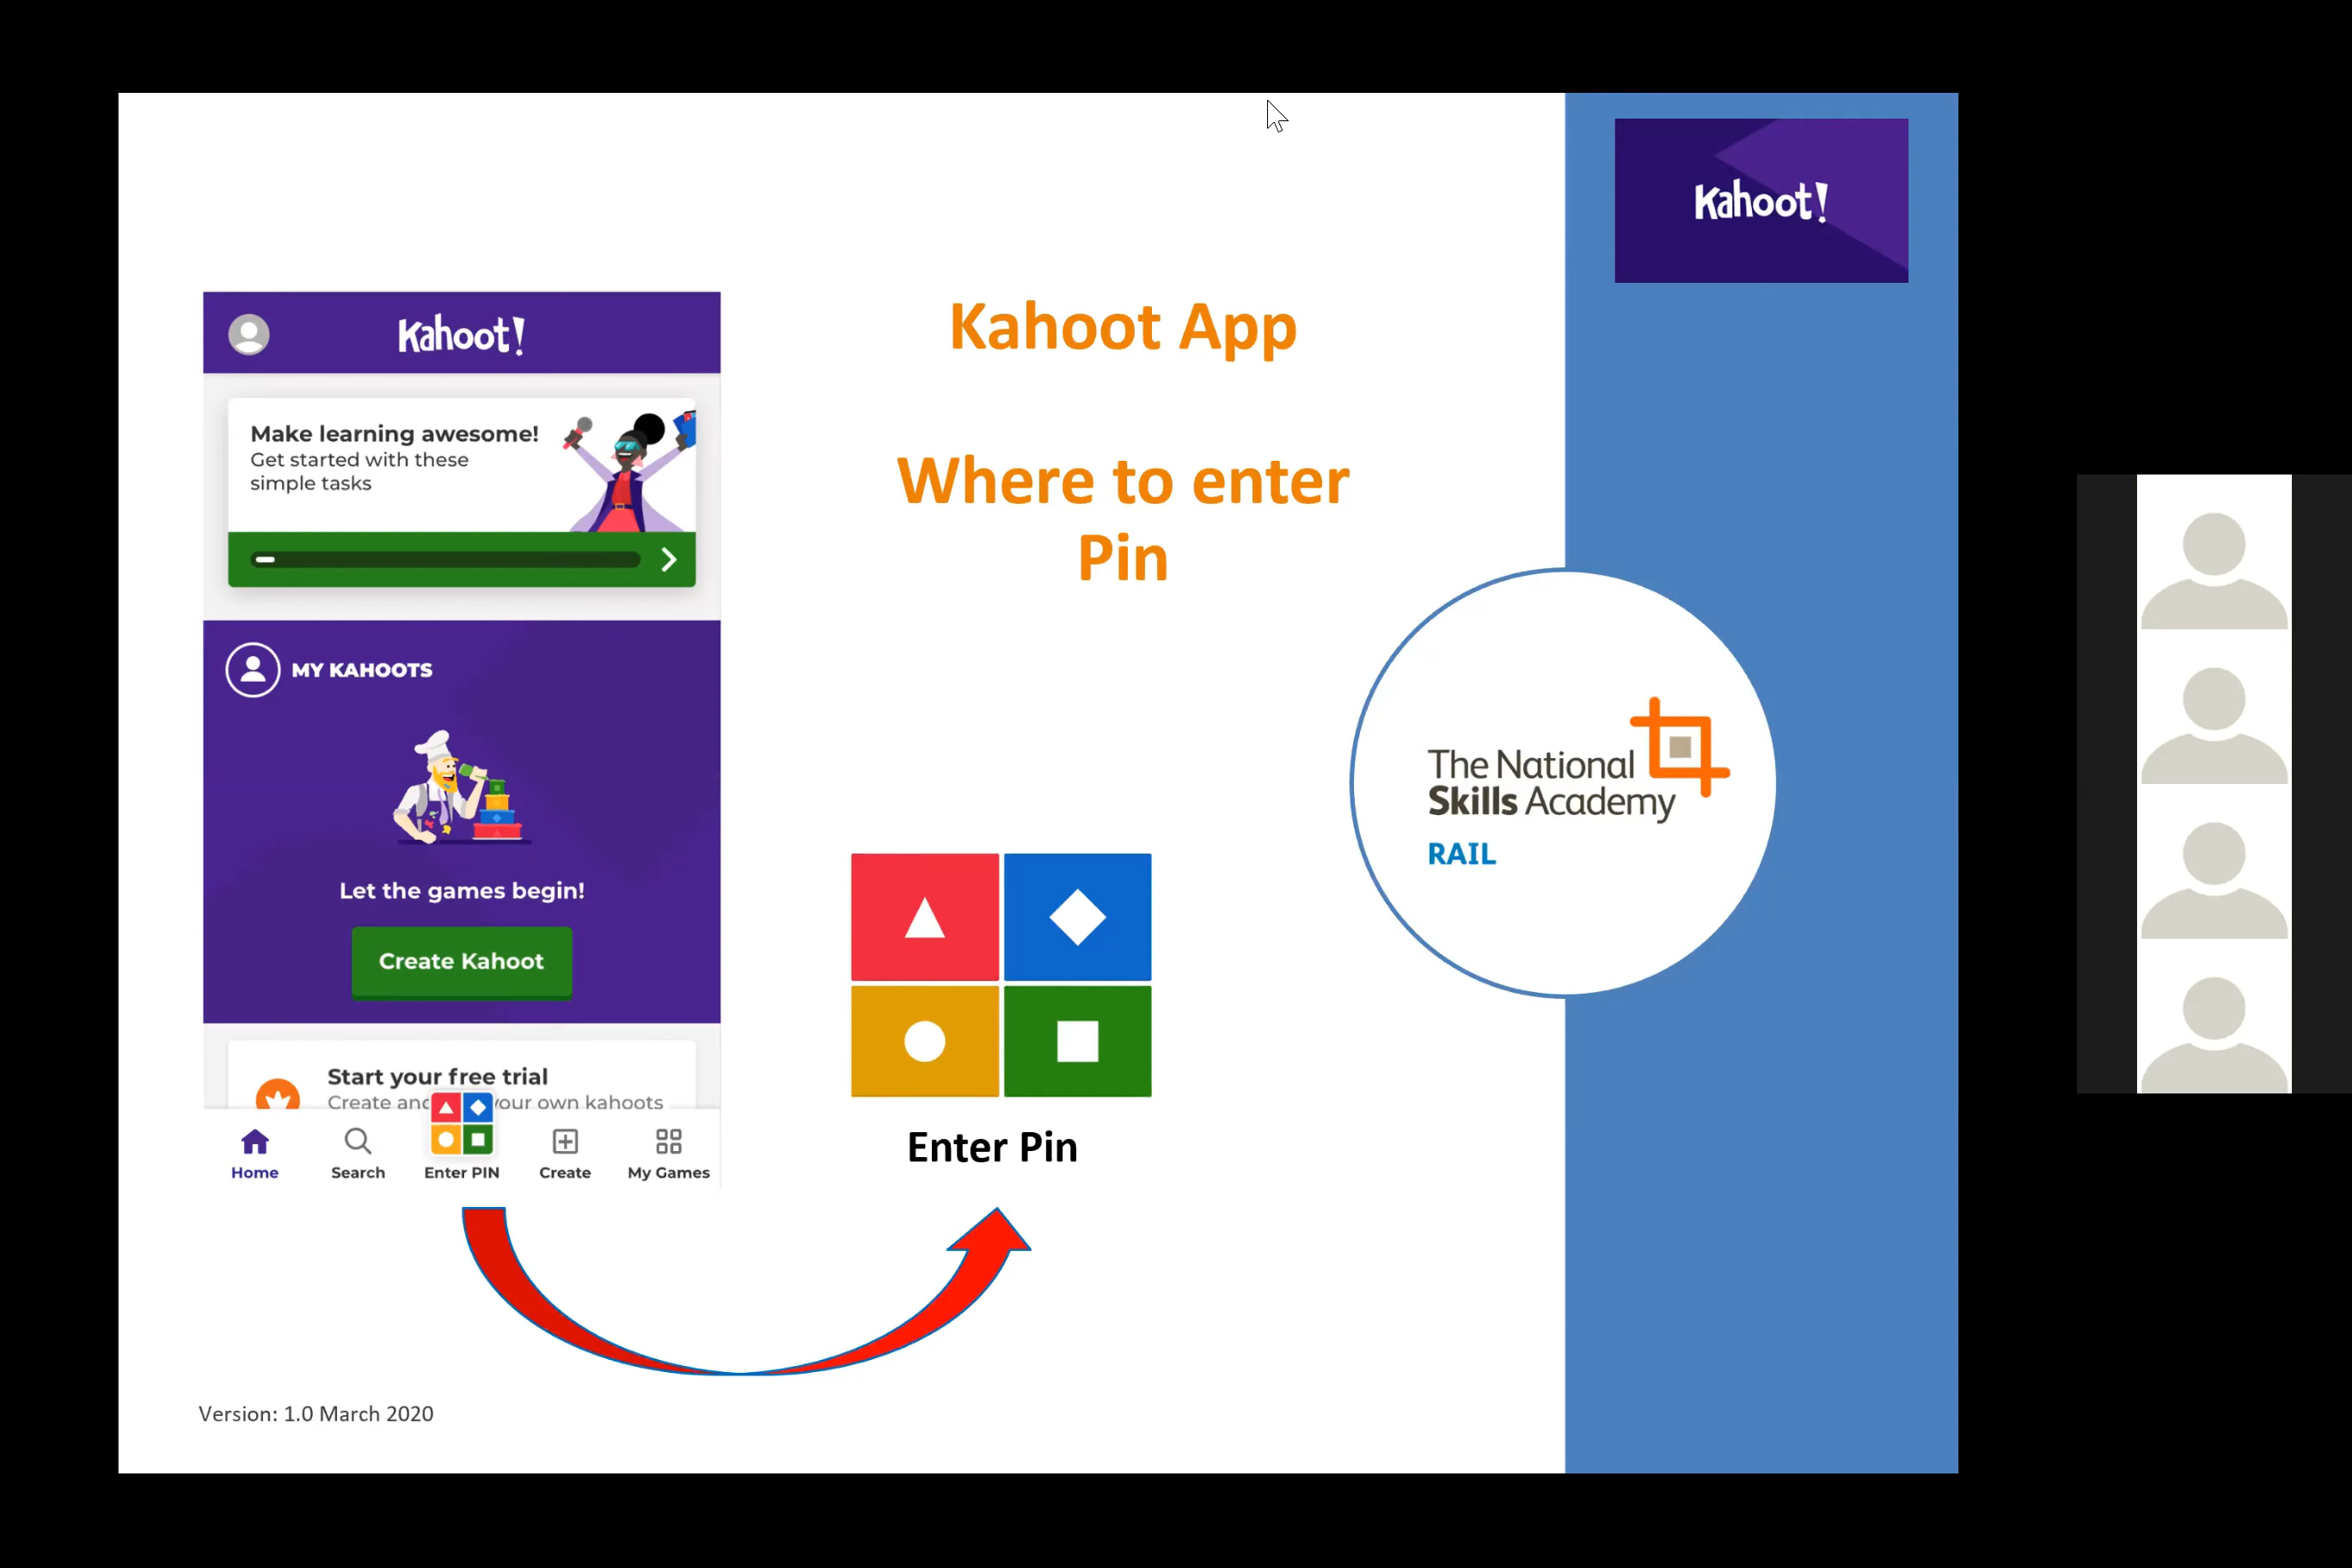 Kahoot!
Kahoot App
Where to enter
Pin
Kahoot!
Make learning awesome!
Get started with these
simple tasks
MY KAHOOTS
Let the games begin!
Create Kahoot
Start your free trial
Create and your own kahoots
Home
Search
Enter PIN
Create
My Games
Enter Pin
The National
Skills Academy
RAIL
Version: 1.0 March 2020